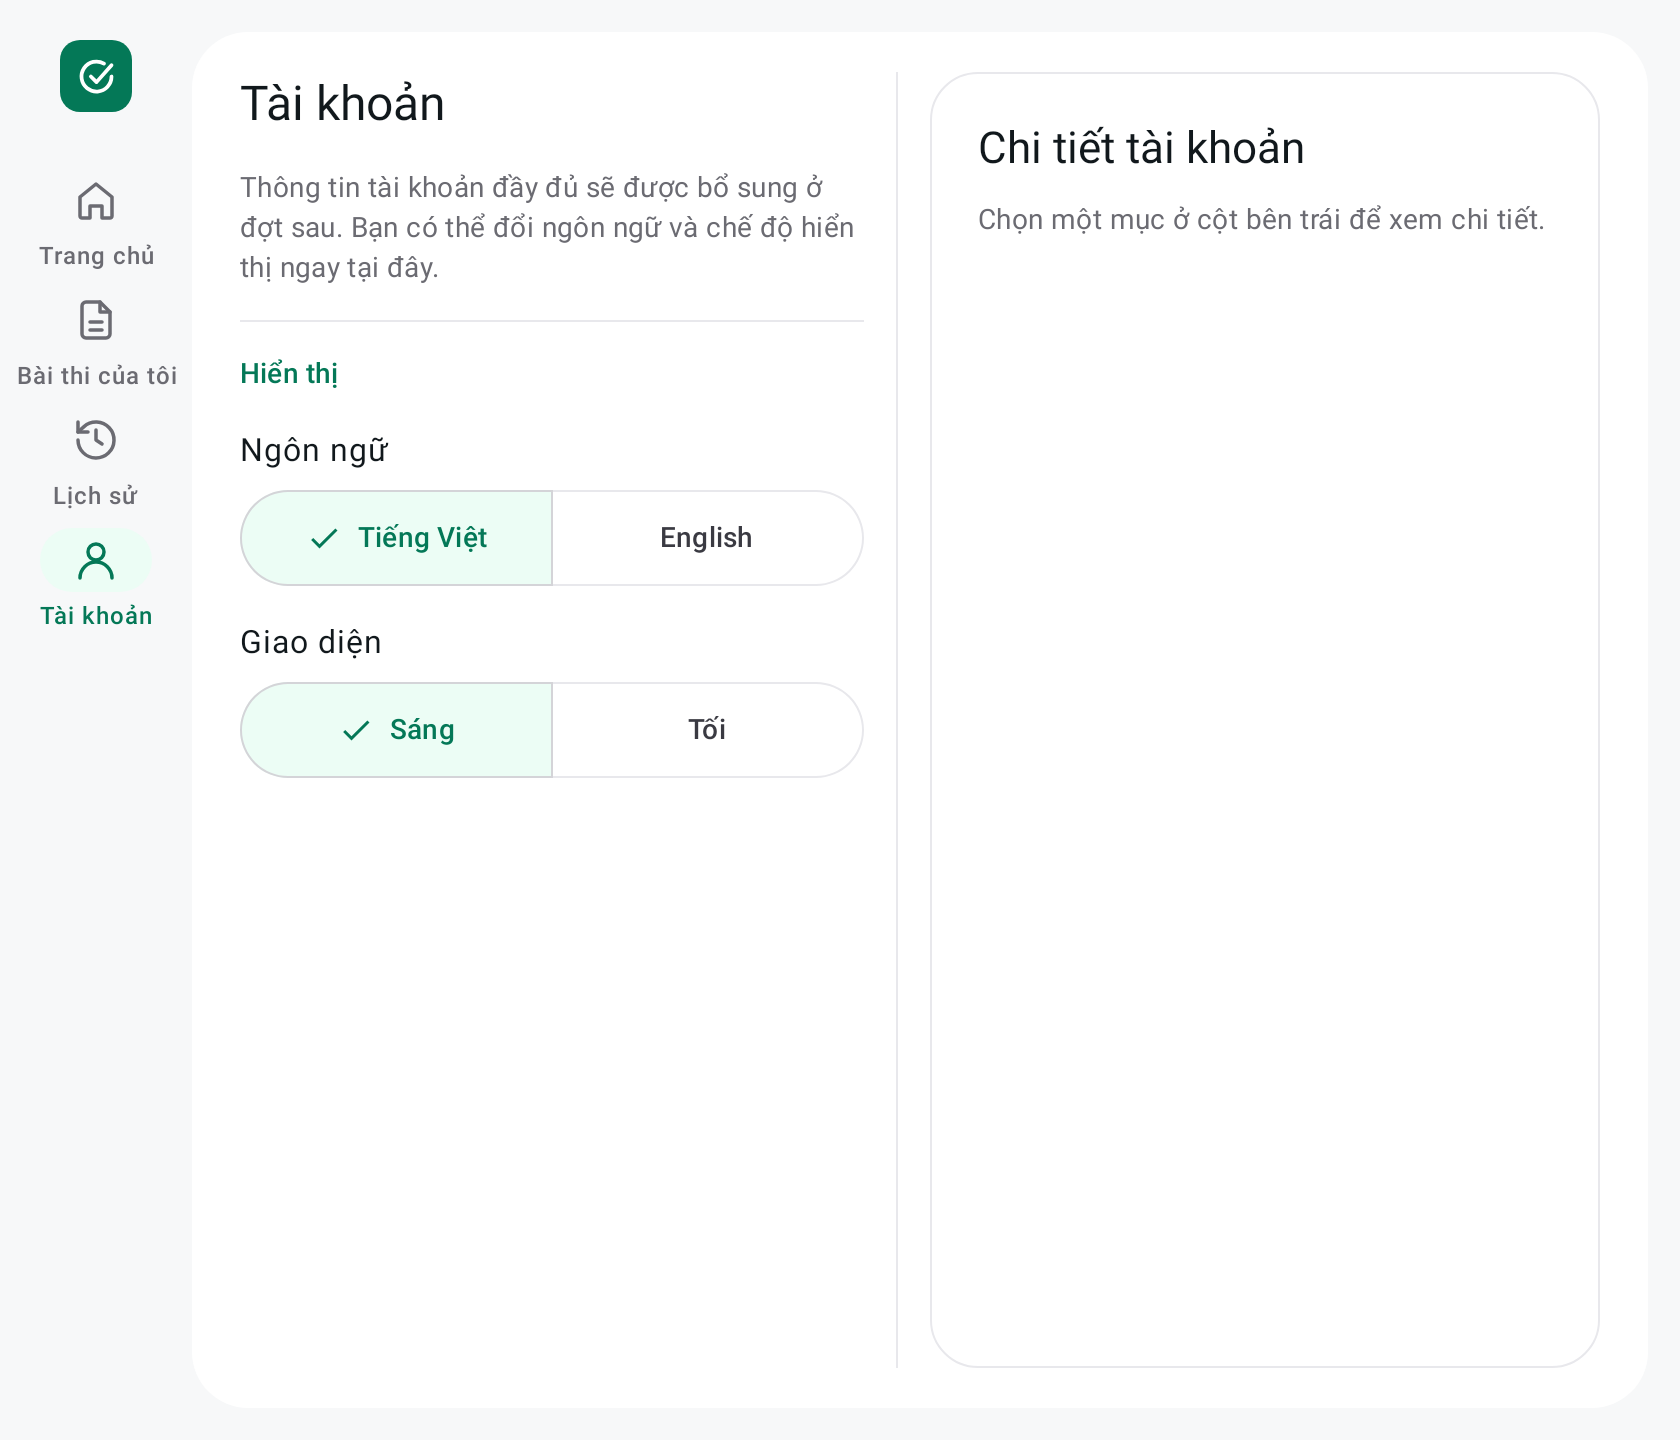 Trang chủ
Bài thi của tôi
Lịch sử
Tài khoản
Tài khoản
Thông tin tài khoản đầy đủ sẽ được bổ sung ở
đợt sau. Bạn có thể đổi ngôn ngữ và chế độ hiển
thị ngay tại đây.
Hiển thị
Ngôn ngữ
Tiếng Việt
English
Giao diện
Sáng
Tối
Chi tiết tài khoản
Chọn một mục ở cột bên trái để xem chi tiết.